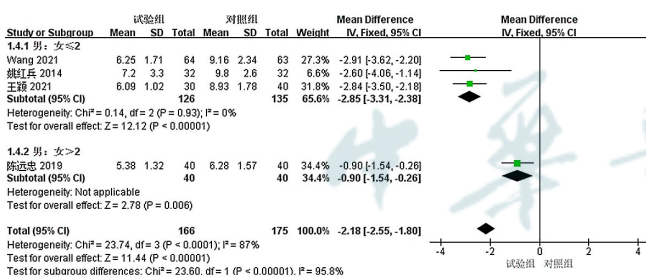 试验组 对照组 Mean Difference Mean Difference
Study or Subgroup Mean SD Total Mean SD Total Weight IV, Fixed, 95% CI IV, Fixed, 95% CI
1.4.1 男：女≤2
Wang 2021 6.25 1.71 64 9.16 2.34 63 27.3% -2.91 [-3.62, -2.20]
姚红兵 2014 7.2 3.3 32 9.8 2.6 32 6.6% -2.60 [-4.06, -1.14]
王颖 2021 6.09 1.02 30 8.93 1.78 40 31.7% -2.84 [-3.50, -2.18]
Subtotal (95% CI) 126 135 65.6% -2.85 [-3.31, -2.38]
Heterogeneity: Chi² = 0.14, df = 2 (P = 0.93); I² = 0%
Test for overall effect: Z = 12.12 (P < 0.00001)
1.4.2 男：女>2
陈远忠 2019 5.38 1.32 40 6.28 1.57 40 34.4% -0.90 [-1.54, -0.26]
Subtotal (95% CI) 40 40 34.4% -0.90 [-1.54, -0.26]
Heterogeneity: Not applicable
Test for overall effect: Z = 2.78 (P = 0.006)
Total (95% CI) 166 175 100.0% -2.18 [-2.55, -1.80]
Heterogeneity: Chi² = 23.74, df = 3 (P < 0.0001); I² = 87%
Test for overall effect: Z = 11.44 (P < 0.00001)
Test for subgroup differences: Chi² = 23.60, df = 1 (P < 0.00001), I² = 95.8%
-4 -2 0 2 4
试验组 对照组
中華